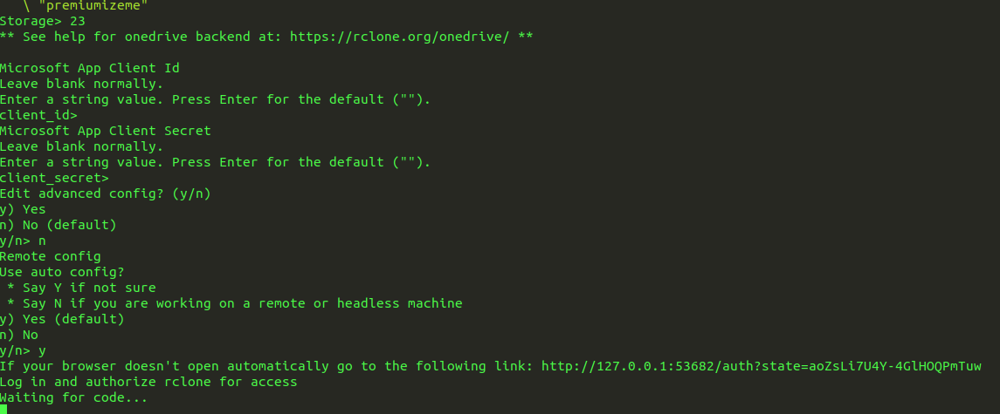 \ "premiumizeme"
Storage> 23
** See help for onedrive backend at: https://rclone.org/onedrive/ **
Microsoft App Client Id
Leave blank normally.
Enter a string value. Press Enter for the default ("").
client_id>
Microsoft App Client Secret
Leave blank normally.
Enter a string value. Press Enter for the default ("").
client_secret>
Edit advanced config? (y/n)
y) Yes
n) No (default)
y/n> n
Remote config
Use auto config?
* Say Y if not sure
* Say N if you are working on a remote or headless machine
y) Yes (default)
n) No
y/n> y
If your browser doesn't open automatically go to the following link: http://127.0.0.1:53682/auth?state=aoZsLi7U4Y-4GlHOQPmTuw
Log in and authorize rclone for access
Waiting for code...